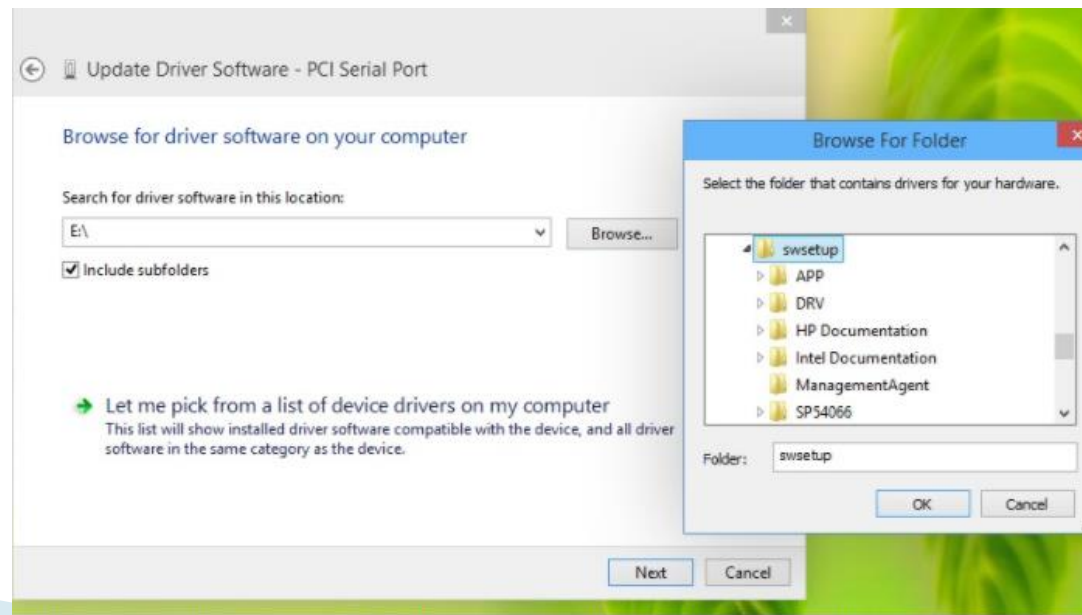 Update Driver Software - PCI Serial Port
Browse for driver software on your computer
Search for driver software in this location:
E:\
Browse...
Include subfolders
Let me pick from a list of device drivers on my computer
This list will show installed driver software compatible with the device, and all driver
software in the same category as the device.
Next
Cancel
Browse For Folder
Select the folder that contains drivers for your hardware.
swsetup
APP
DRV
HP Documentation
Intel Documentation
ManagementAgent
SP54066
Folder:
swsetup
OK
Cancel